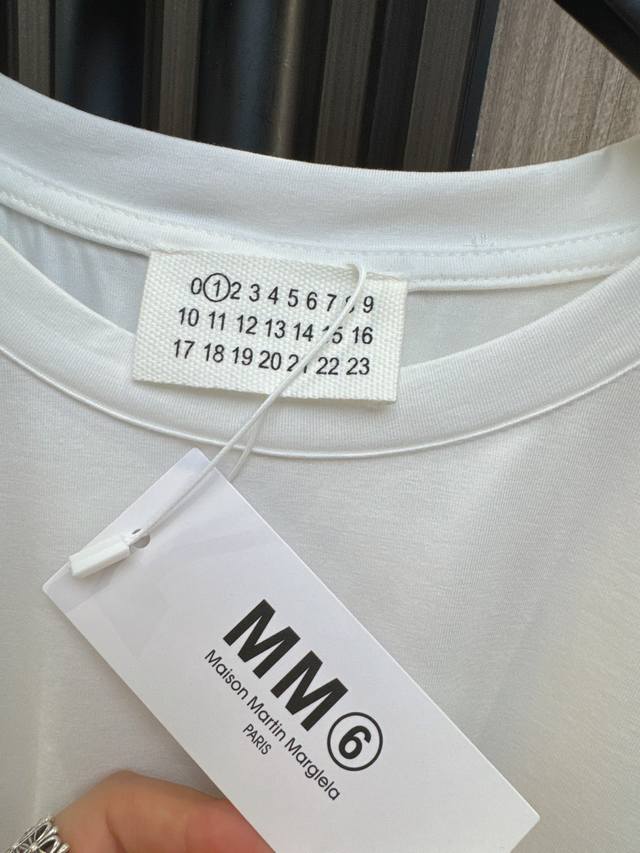 0 1 2 3 4 5 6 7 8 9
10 11 12 13 14 15 16
17 18 19 20 21 22 23
MM6
Maison Martin Marglela
PARIS